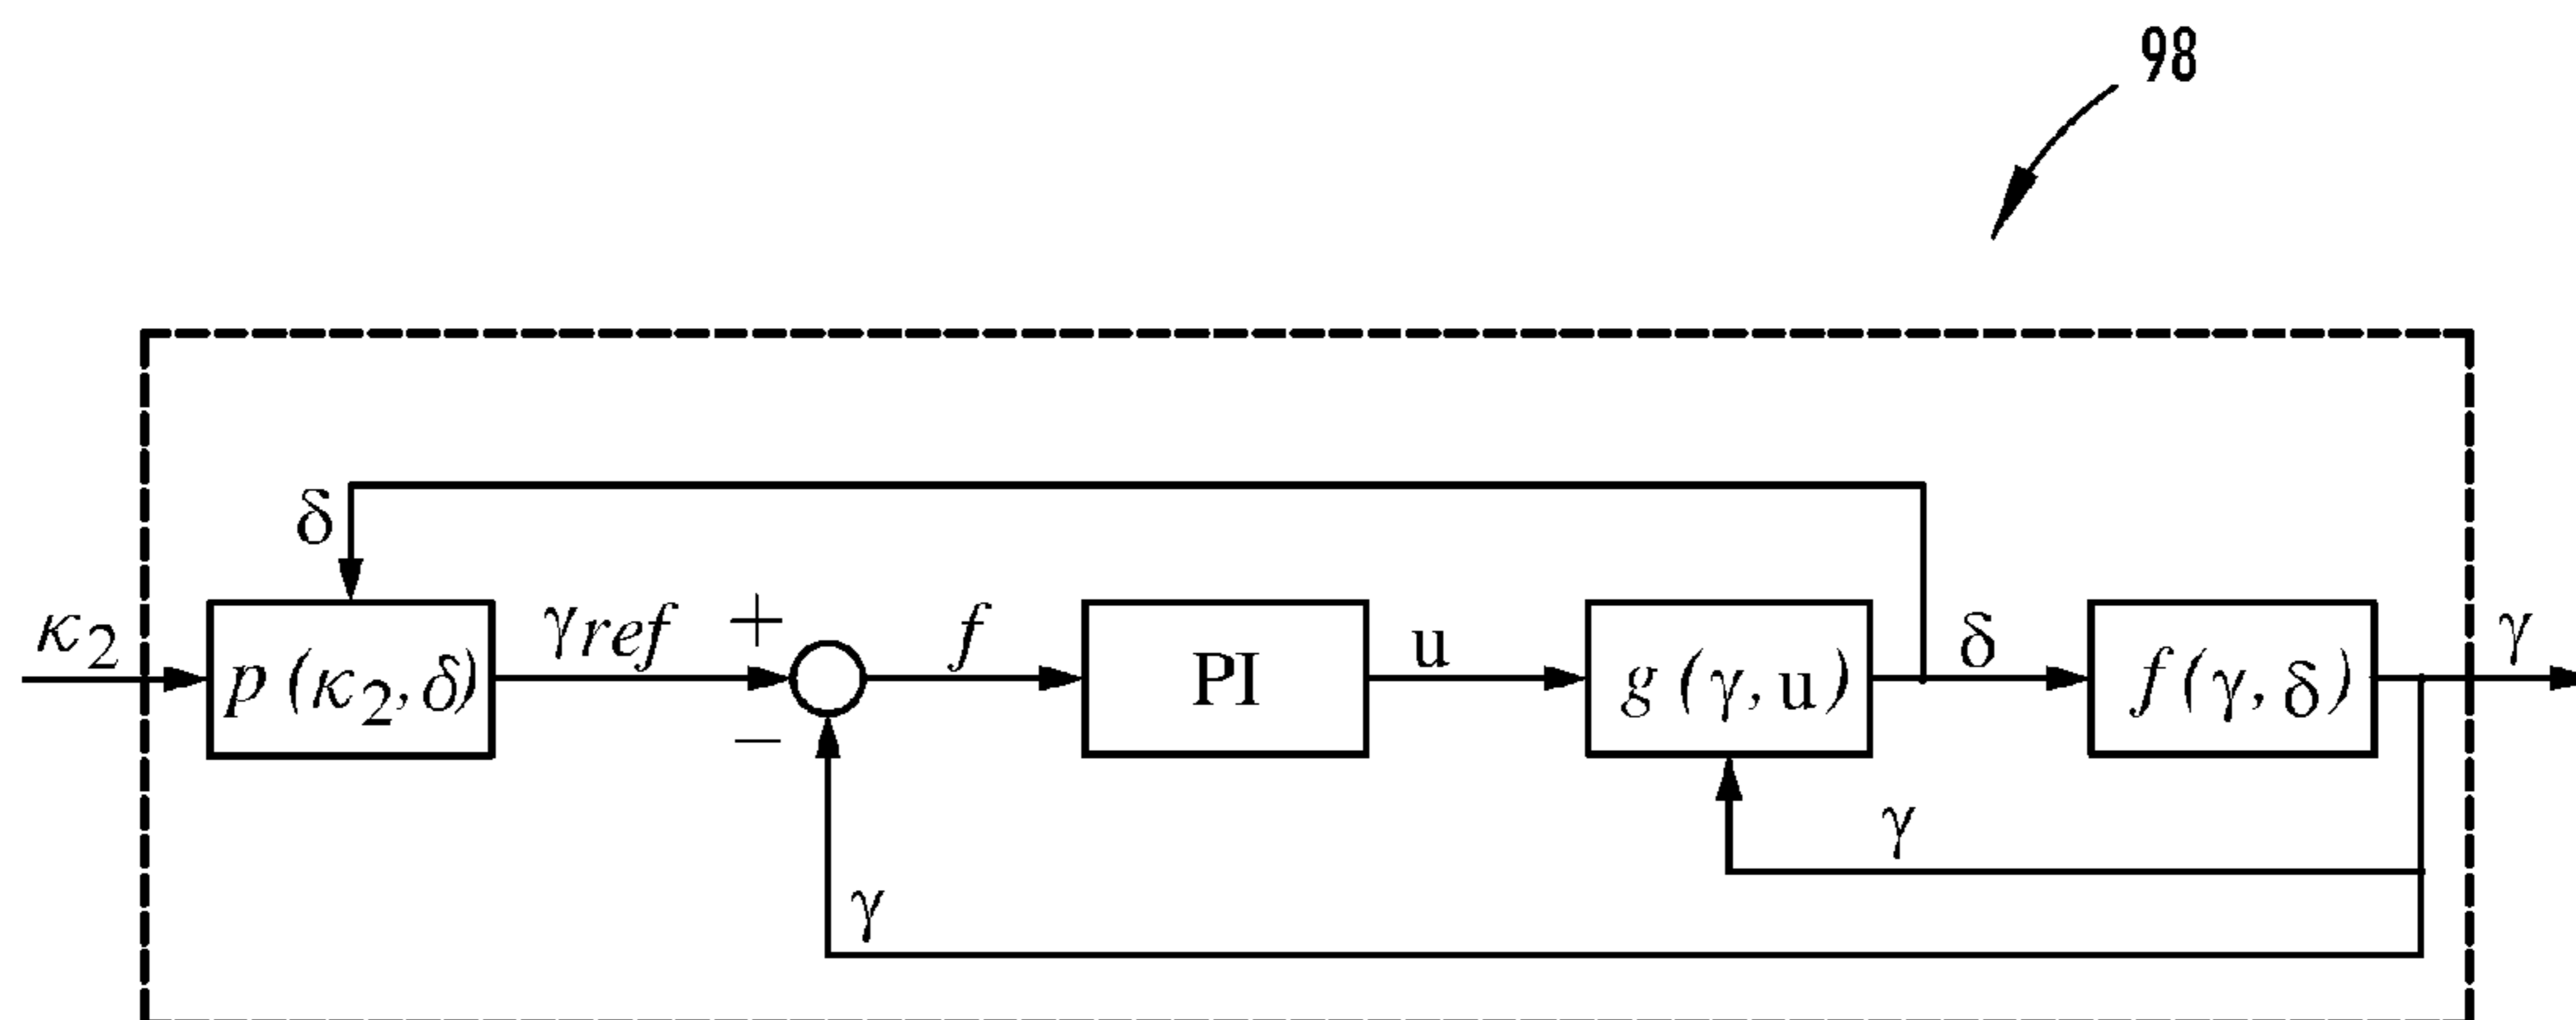 98
δ
κ2
p (κ2, δ)
γref
+
−
f
PI
u
g (γ, u)
δ
f (γ, δ)
γ
γ
γ